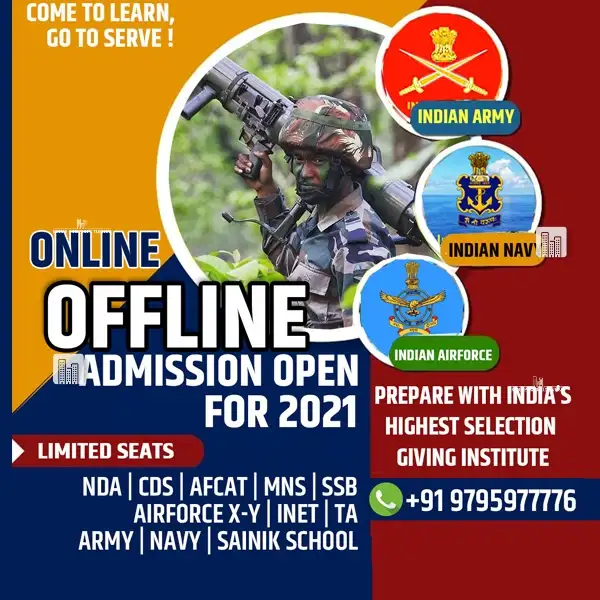 COME TO LEARN,
GO TO SERVE !
INDIAN ARMY
INDIAN NAV
INDIAN AIRFORCE
ONLINE
OFFLINE
ADMISSION OPEN
FOR 2021
LIMITED SEATS
NDA | CDS | AFCAT | MNS | SSB
AIRFORCE X-Y | INET | TA
ARMY | NAVY | SAINIK SCHOOL
PREPARE WITH INDIA'S
HIGHEST SELECTION
GIVING INSTITUTE
+91 9795977776